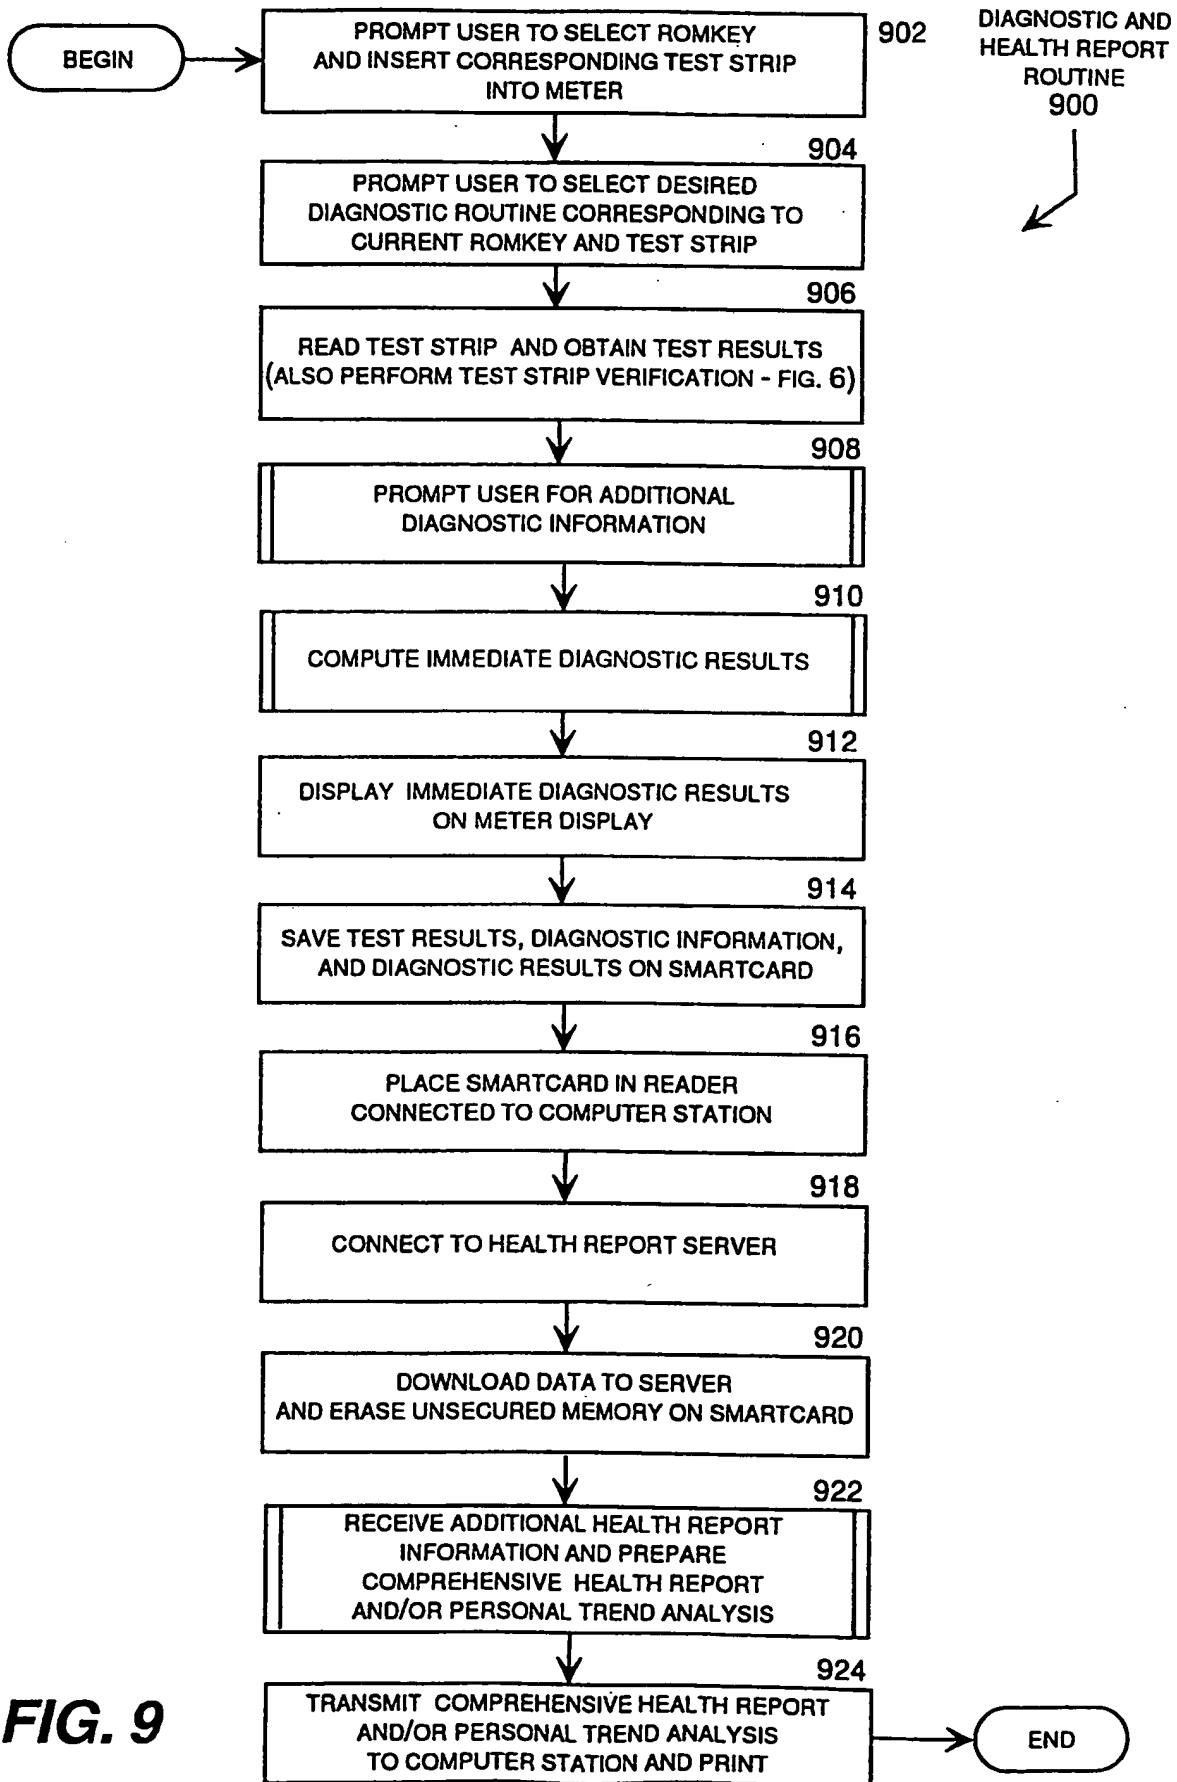 DIAGNOSTIC AND
HEALTH REPORT
ROUTINE
900
BEGIN
902
PROMPT USER TO SELECT ROMKEY
AND INSERT CORRESPONDING TEST STRIP
INTO METER
904
PROMPT USER TO SELECT DESIRED
DIAGNOSTIC ROUTINE CORRESPONDING TO
CURRENT ROMKEY AND TEST STRIP
906
READ TEST STRIP AND OBTAIN TEST RESULTS
(ALSO PERFORM TEST STRIP VERIFICATION - FIG. 6)
908
PROMPT USER FOR ADDITIONAL
DIAGNOSTIC INFORMATION
910
COMPUTE IMMEDIATE DIAGNOSTIC RESULTS
912
DISPLAY IMMEDIATE DIAGNOSTIC RESULTS
ON METER DISPLAY
914
SAVE TEST RESULTS, DIAGNOSTIC INFORMATION,
AND DIAGNOSTIC RESULTS ON SMARTCARD
916
PLACE SMARTCARD IN READER
CONNECTED TO COMPUTER STATION
918
CONNECT TO HEALTH REPORT SERVER
920
DOWNLOAD DATA TO SERVER
AND ERASE UNSECURED MEMORY ON SMARTCARD
922
RECEIVE ADDITIONAL HEALTH REPORT
INFORMATION AND PREPARE
COMPREHENSIVE HEALTH REPORT
AND/OR PERSONAL TREND ANALYSIS
924
TRANSMIT COMPREHENSIVE HEALTH REPORT
AND/OR PERSONAL TREND ANALYSIS
TO COMPUTER STATION AND PRINT
END
FIG. 9